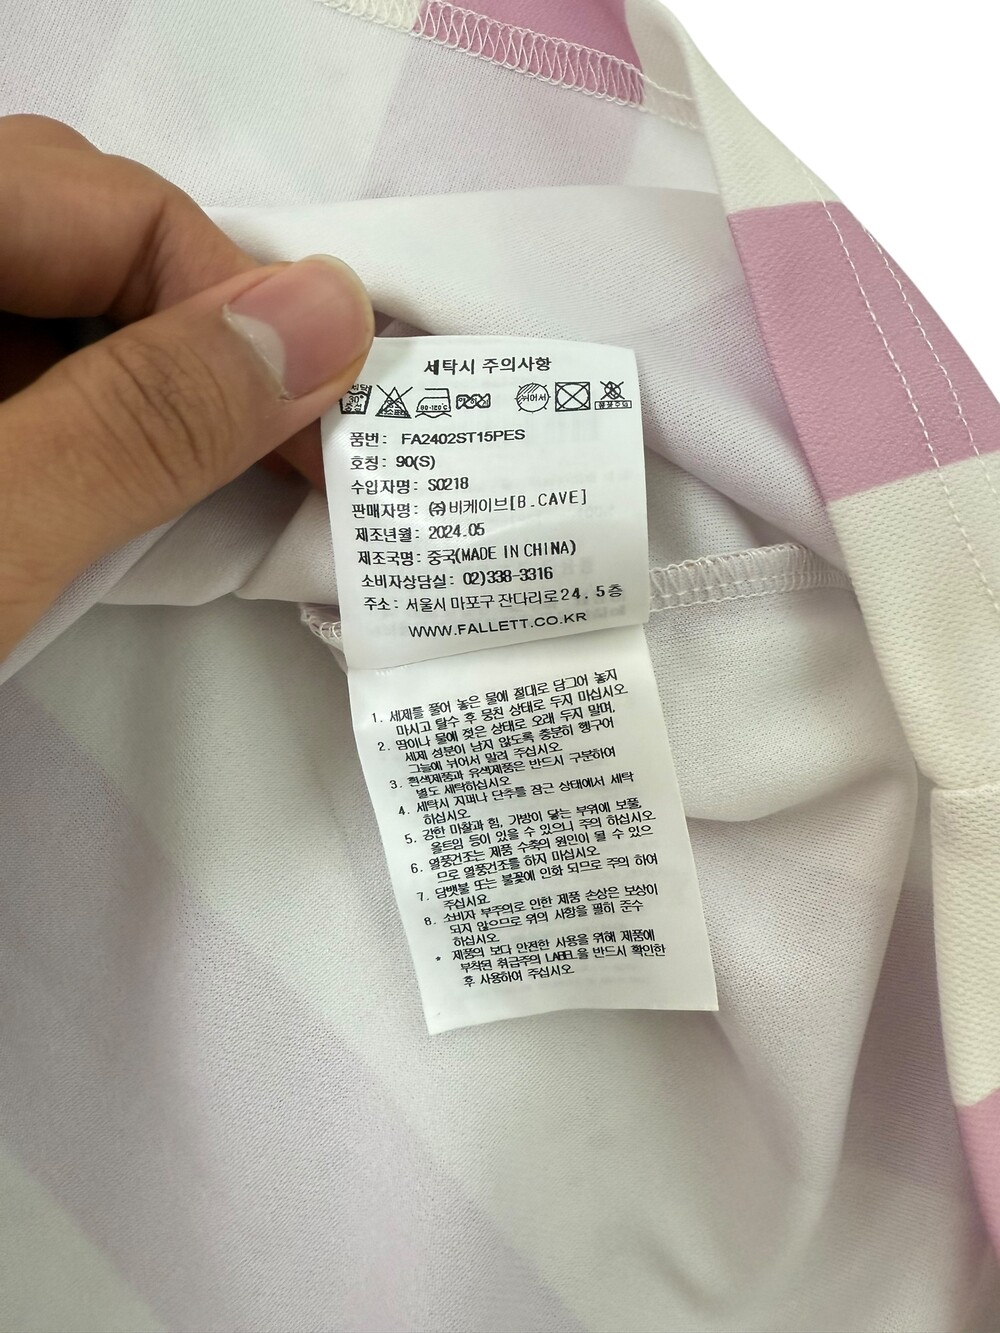 세탁시 주의사항
품번: FA2402ST15PES
호칭: 90(S)
수입자명: S0218
판매자명: ㈜비케이브[B.CAVE]
제조년월: 2024.05
제조국명: 중국(MADE IN CHINA)
소비자상담실: 02)338-3316
주소: 서울시 마포구 잔다리로24. 5층
WWW.FALLETT.CO.KR
1. 세제를 풀어 놓은 물에 절대로 담그어 놓지
마시고 탈수 후 뭉친 상태로 두지 마십시오.
2. 땀이나 물에 젖은 상태로 오래 두지 말며,
세제 성분이 남지 않도록 충분히 헹구어
그늘에 뉘어서 말려 주십시오.
3. 흰색제품과 유색제품은 반드시 구분하여
별도 세탁하십시오.
4. 세탁시 지퍼나 단추를 잠근 상태에서 세탁
하십시오.
5. 강한 마찰과 힘, 가방이 닿는 부위에 보풀,
올트임 등이 있을 수 있으니 주의 하십시오.
6. 열풍건조는 제품 수축의 원인이 될 수 있으
므로 열풍건조를 하지 마십시오.
7. 담뱃불 또는 불꽃에 인화 되므로 주의 하여
주십시요.
8. 소비자 부주의로 인한 제품 손상은 보상이
되지 않으므로 위의 사항을 필히 준수
하십시오.
* 제품의 보다 안전한 사용을 위해 제품에
부착된 취급주의 LABEL을 반드시 확인한
후 사용하여 주십시오.